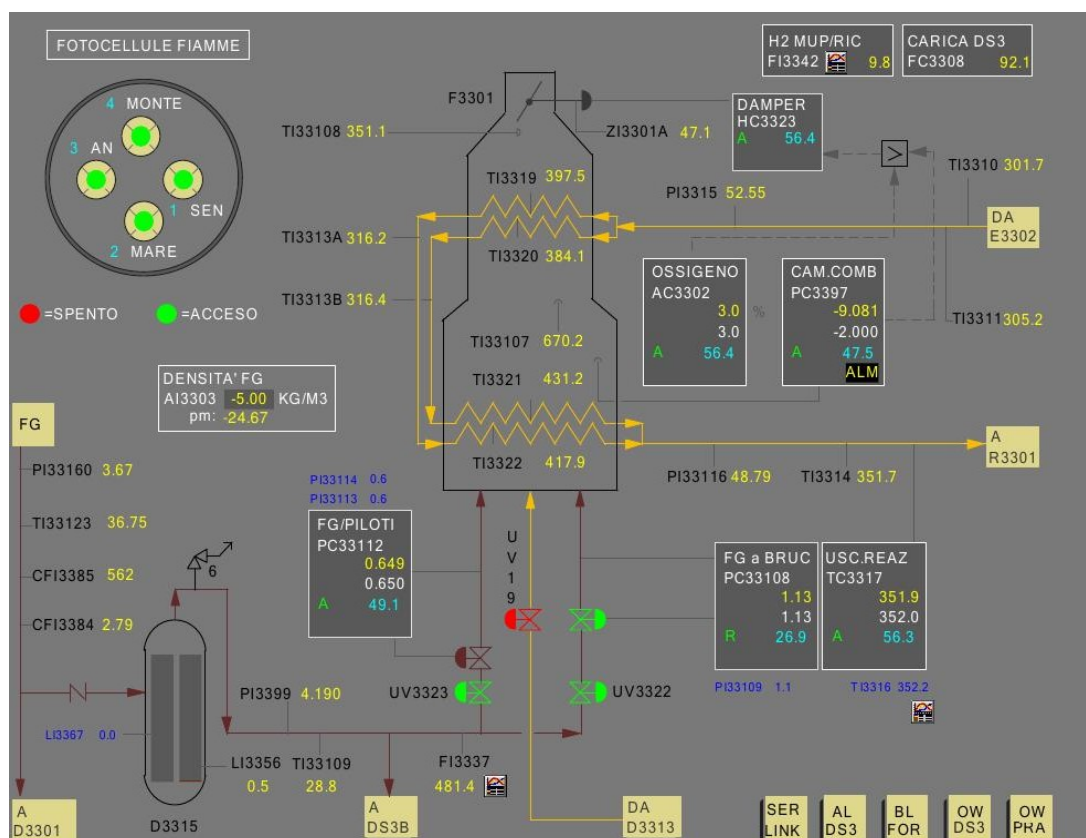 FOTOCELLULE FIAMME
4 MONTE
3 AN
1 SEN
2 MARE
=SPENTO
=ACCESO
H2 MUP/RIC
FI3342 9.8
CARICA DS3
FC3308 92.1
F3301
TI33108 351.1
ZI3301A 47.1
DAMPER
HC3323
A 56.4
>
TI3310 301.7
PI3315 52.55
DA
E3302
TI3319 397.5
TI3313A 316.2
TI3320 384.1
TI3313B 316.4
OSSIGENO
AC3302
3.0 %
3.0
A 56.4
CAM.COMB
PC3397
-9.081
-2.000
A 47.5
ALM
TI3311 305.2
TI33107 670.2
TI3321 431.2
TI3322 417.9
DENSITA' FG
AI3303 -5.00 KG/M3
pm: -24.67
FG
PI33160 3.67
TI33123 36.75
CFI3385 562
CFI3384 2.79
6
PI33114 0.6
PI33113 0.6
FG/PILOTI
PC33112
0.649
0.650
A 49.1
UV19
PI33116 48.79
TI3314 351.7
A
R3301
FG a BRUC
PC33108
1.13
1.13
R 26.9
USC.REAZ
TC3317
351.9
352.0
A 56.3
PI33109 1.1
TI3316 352.2
UV3323
UV3322
PI3399 4.190
LI3367 0.0
LI3356
0.5
TI33109
28.8
FI3337
481.4
A
D3301
D3315
A
DS3B
DA
D3313
SER
LINK
AL
DS3
BL
FOR
OW
DS3
OW
PRA